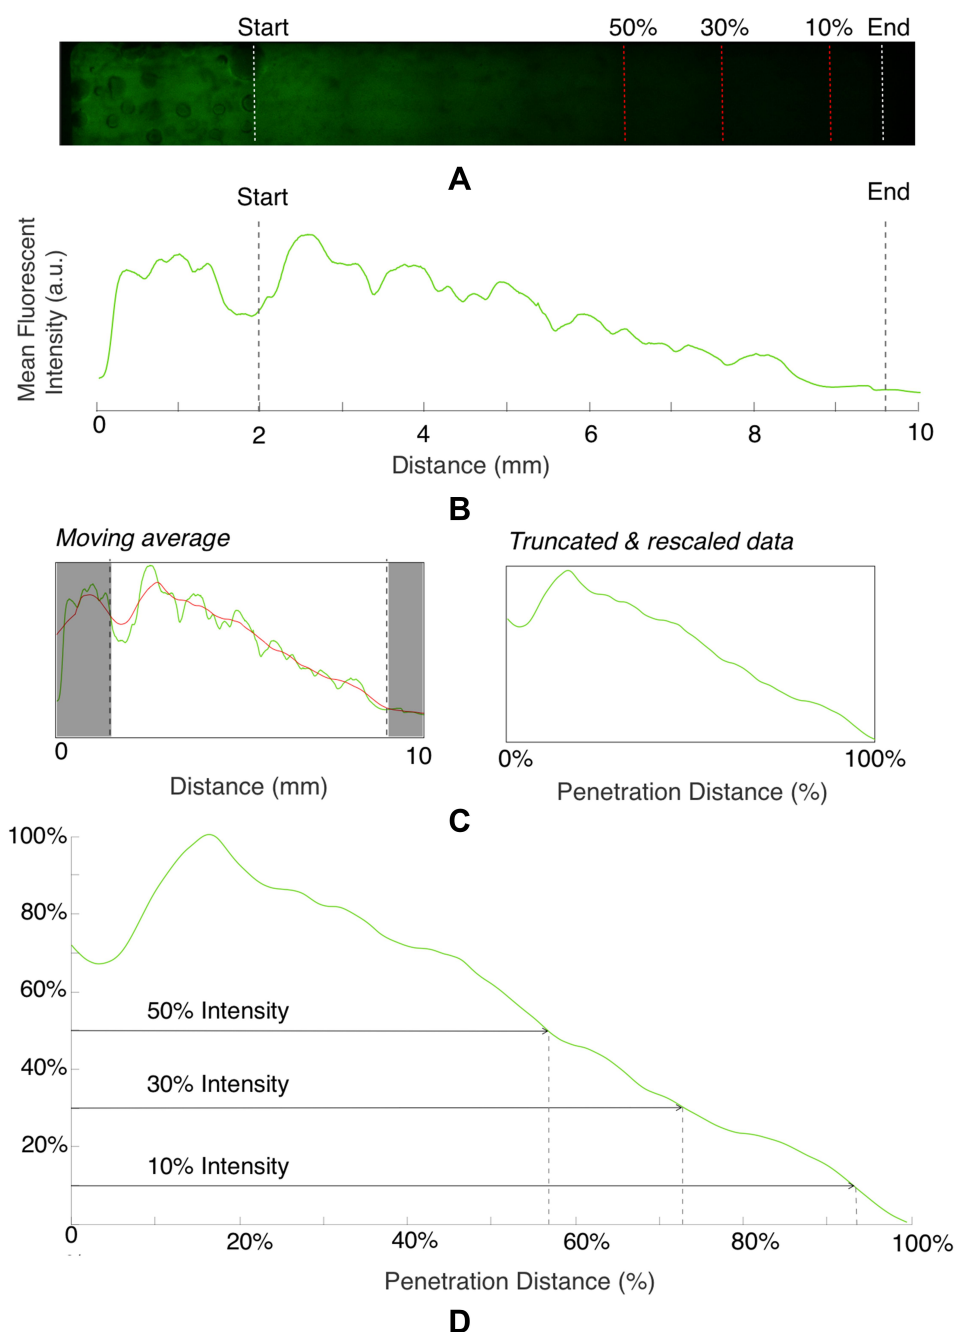 Start 50% 30% 10% End
A
Start End
Mean Fluorescent
Intensity (a.u.)
0 2 4 6 8 10
Distance (mm)
B
Moving average
Truncated & rescaled data
0 10
Distance (mm)
0% 100%
Penetration Distance (%)
C
100%
80%
60%
50% Intensity
40%
30% Intensity
20%
10% Intensity
0 20% 40% 60% 80% 100%
Penetration Distance (%)
D